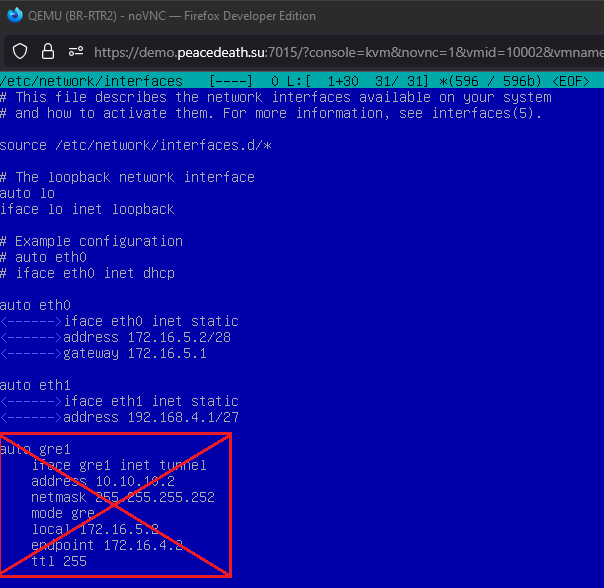 QEMU (BR-RTR2) - noVNC — Firefox Developer Edition
https://demo.peacedeath.su:7015/?console=kvm&novnc=1&vmid=10002&vmname
/etc/network/interfaces [----] 0 L:[ 1+30 31/ 31] *(596 / 596b) <EOF>
# This file describes the network interfaces available on your system
# and how to activate them. For more information, see interfaces(5).
source /etc/network/interfaces.d/*
# The loopback network interface
auto lo
iface lo inet loopback
# Example configuration
# auto eth0
# iface eth0 inet dhcp
auto eth0
<------>iface eth0 inet static
<------>address 172.16.5.2/28
<------>gateway 172.16.5.1
auto eth1
<------>iface eth1 inet static
<------>address 192.168.4.1/27
auto gre1
iface gre1 inet tunnel
address 10.10.10.2
netmask 255.255.255.252
mode gre
local 172.16.5.2
endpoint 172.16.4.2
ttl 255